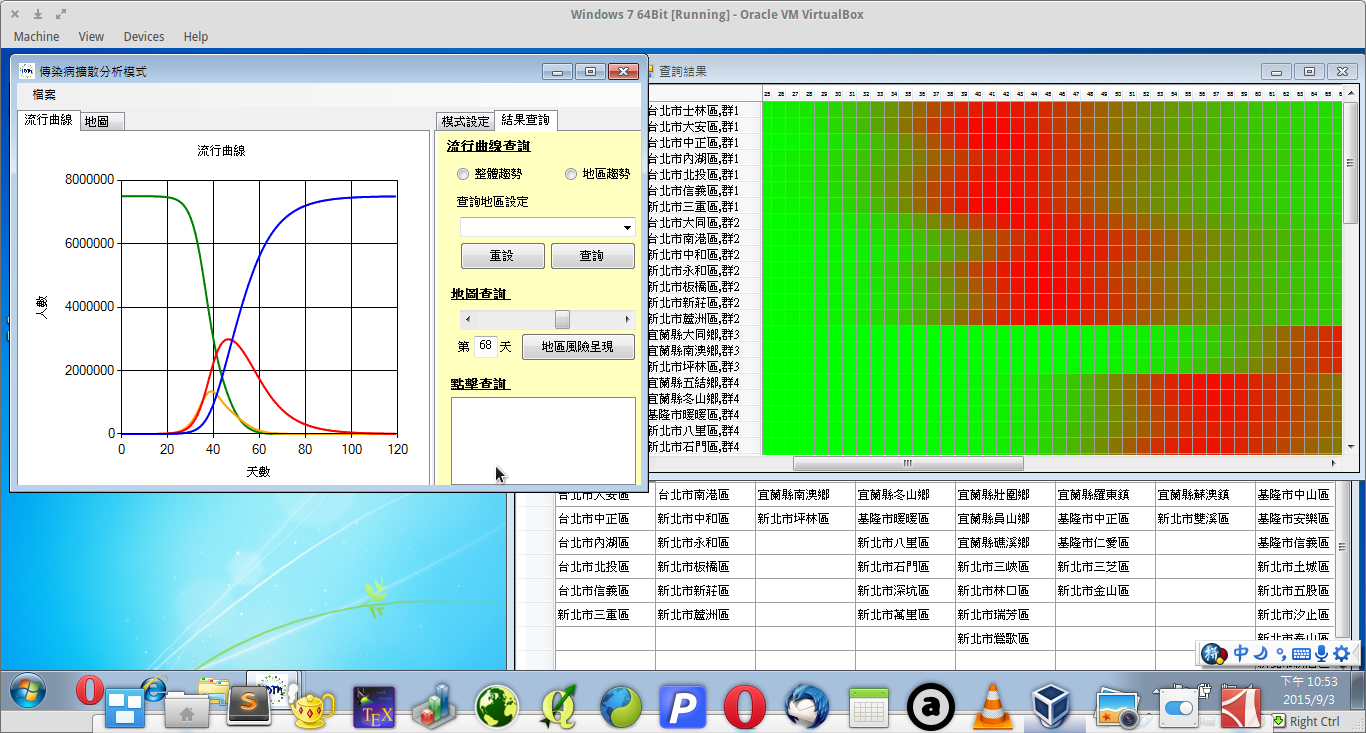 Windows 7 64Bit [Running] - Oracle VM VirtualBox
Machine View Devices Help
傳染病擴散分析模式
檔案
流行曲線 地圖
流行曲線
8000000
6000000
4000000
2000000
0
人數
0 20 40 60 80 100 120
天數
模式設定 結果查詢
流行曲線查詢
整體趨勢 地區趨勢
查詢地區設定
重設 查詢
地圖查詢
第 68 天 地區風險呈現
點擊查詢
查詢結果
25 26 27 28 29 30 31 32 33 34 35 36 37 38 39 40 41 42 43 44 45 46 47 48 49 50 51 52 53 54 55 56 57 58 59 60 61 62 63 64 65 6
台北市士林區,群1
台北市大安區,群1
台北市中正區,群1
台北市內湖區,群1
台北市北投區,群1
台北市信義區,群1
新北市三重區,群1
台北市大同區,群2
台北市南港區,群2
新北市中和區,群2
新北市永和區,群2
新北市板橋區,群2
新北市新莊區,群2
新北市蘆洲區,群2
宜蘭縣大同鄉,群3
宜蘭縣南澳鄉,群3
新北市坪林區,群3
宜蘭縣五結鄉,群4
宜蘭縣冬山鄉,群4
基隆市暖暖區,群4
新北市八里區,群4
新北市石門區,群4
台北市大安區 台北市南港區 宜蘭縣南澳鄉 宜蘭縣冬山鄉 宜蘭縣壯圍鄉 宜蘭縣羅東鎮 宜蘭縣蘇澳鎮 基隆市中山區
台北市中正區 新北市中和區 新北市坪林區 基隆市暖暖區 宜蘭縣員山鄉 基隆市中正區 新北市雙溪區 基隆市安樂區
台北市內湖區 新北市永和區 新北市八里區 宜蘭縣礁溪鄉 基隆市仁愛區 基隆市信義區
台北市北投區 新北市板橋區 新北市石門區 新北市三峽區 新北市三芝區 新北市土城區
台北市信義區 新北市新莊區 新北市深坑區 新北市林口區 新北市金山區 新北市五股區
新北市三重區 新北市蘆洲區 新北市萬里區 新北市瑞芳區 新北市汐止區
新北市鶯歌區 新北市泰山區
拼 中
TEX
下午 10:53
2015/9/3
Right Ctrl